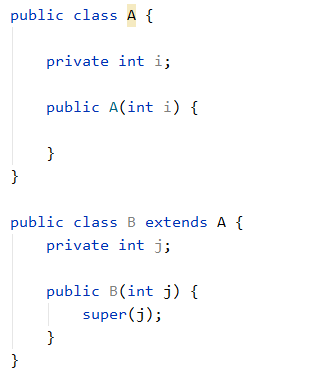 public class A {
private int i;
public A(int i) {
}
}
public class B extends A {
private int j;
public B(int j) {
super(j);
}
}